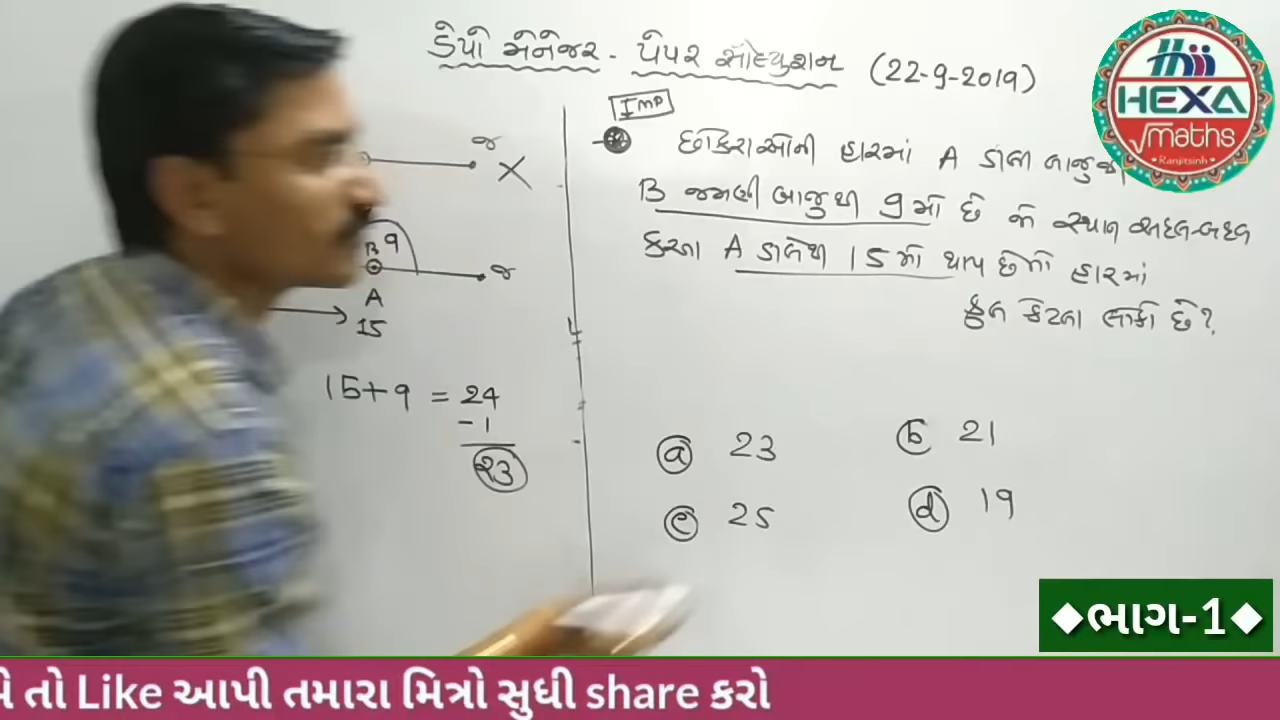 ડેપો મેનેજર - પેપર સોલ્યુશન (22-9-2019)
IMP
છોકરાઓની હારમાં A ડાબી બાજુથી
B જમણી બાજુથી 9મો છે જો સ્થાન અદલ-બદલ
કરતા A ડાબેથી 15મો થાય છે તો હારમાં
કુલ કેટલા છે?
a 23
b 21
c 25
d 19
જ
B 9
જ
A
15
15+9 = 24
-1
23
HEXA
maths
Ranjitsinh
◆ભાગ-1◆
તો Like આપી તમારા મિત્રો સુધી share કરો